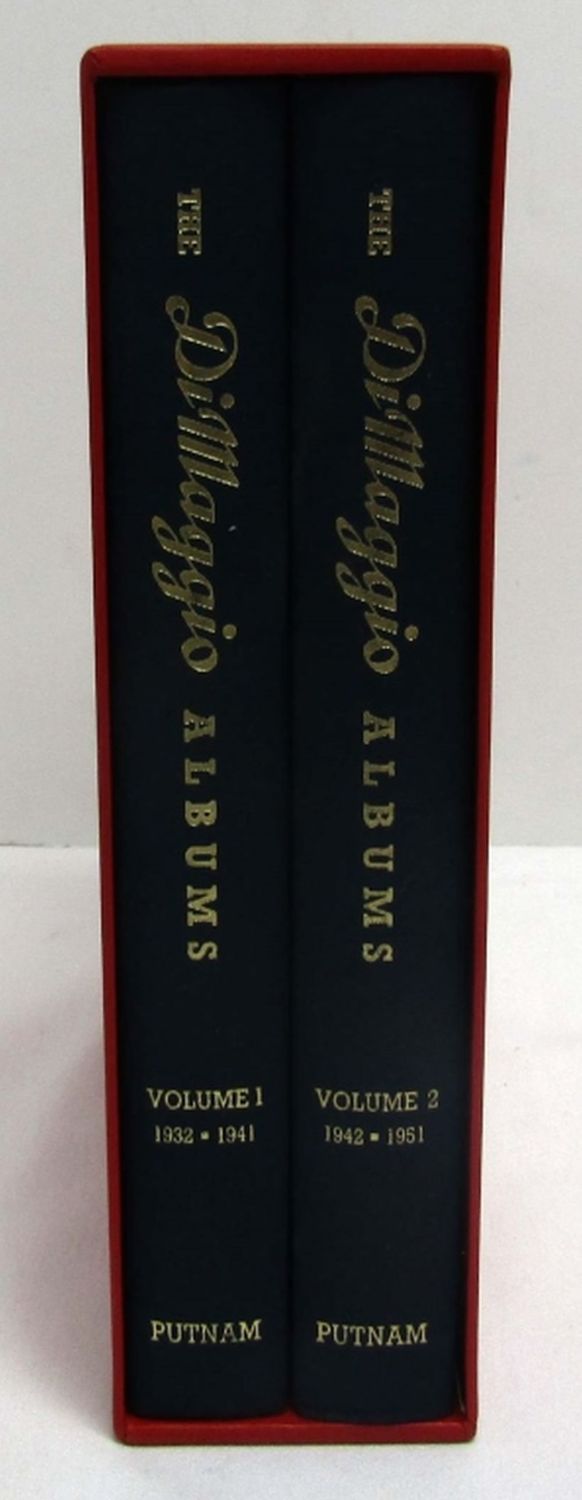 THE DiMaggio ALBUMS
VOLUME 1
1932 ▪ 1941
PUTNAM
THE DiMaggio ALBUMS
VOLUME 2
1942 ▪ 1951
PUTNAM